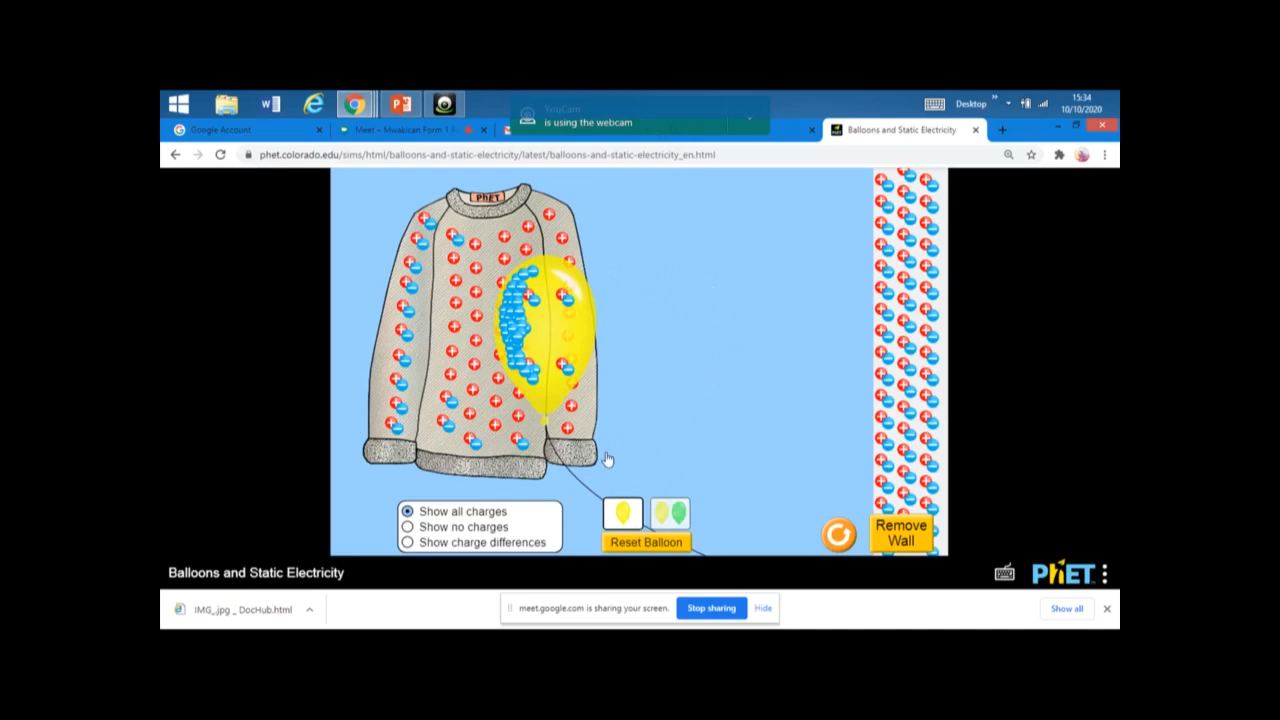 YouCam
is using the webcam
Desktop
»
15:34
10/10/2020
Google Account
Meet – Mwakican Form 1
Balloons and Static Electricity
phet.colorado.edu/sims/html/balloons-and-static-electricity/latest/balloons-and-static-electricity_en.html
PhET
Show all charges
Show no charges
Show charge differences
Reset Balloon
Remove
Wall
Balloons and Static Electricity
PhET
IMG_.jpg _ DocHub.html
meet.google.com is sharing your screen.
Stop sharing
Hide
Show all